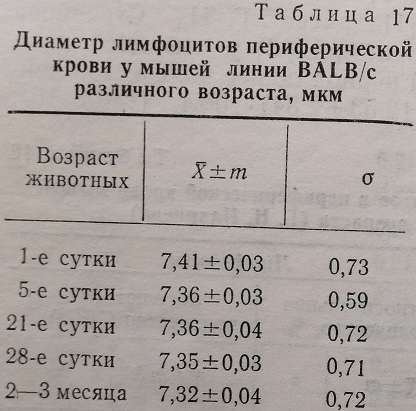 Таблица 17
Диаметр лимфоцитов периферической
крови у мышей линии BALB/c
различного возраста, мкм
Возраст животных X̄±m σ
1-е сутки 7,41±0,03 0,73
5-е сутки 7,36±0,03 0,59
21-е сутки 7,36±0,04 0,72
28-е сутки 7,35±0,03 0,71
2—3 месяца 7,32±0,04 0,72